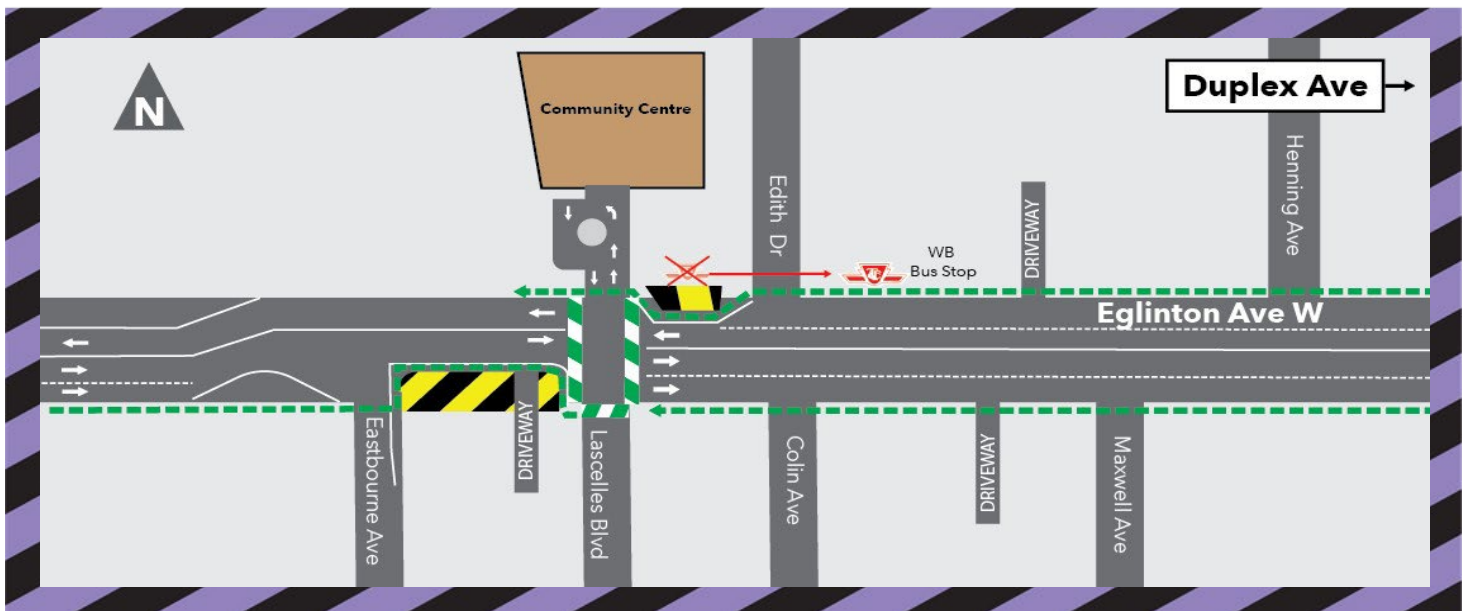 N
Community Centre
Duplex Ave
Edith Dr
Henning Ave
WB
Bus Stop
DRIVEWAY
Eglinton Ave W
Eastbourne Ave
DRIVEWAY
Lascelles Blvd
Colin Ave
DRIVEWAY
Maxwell Ave